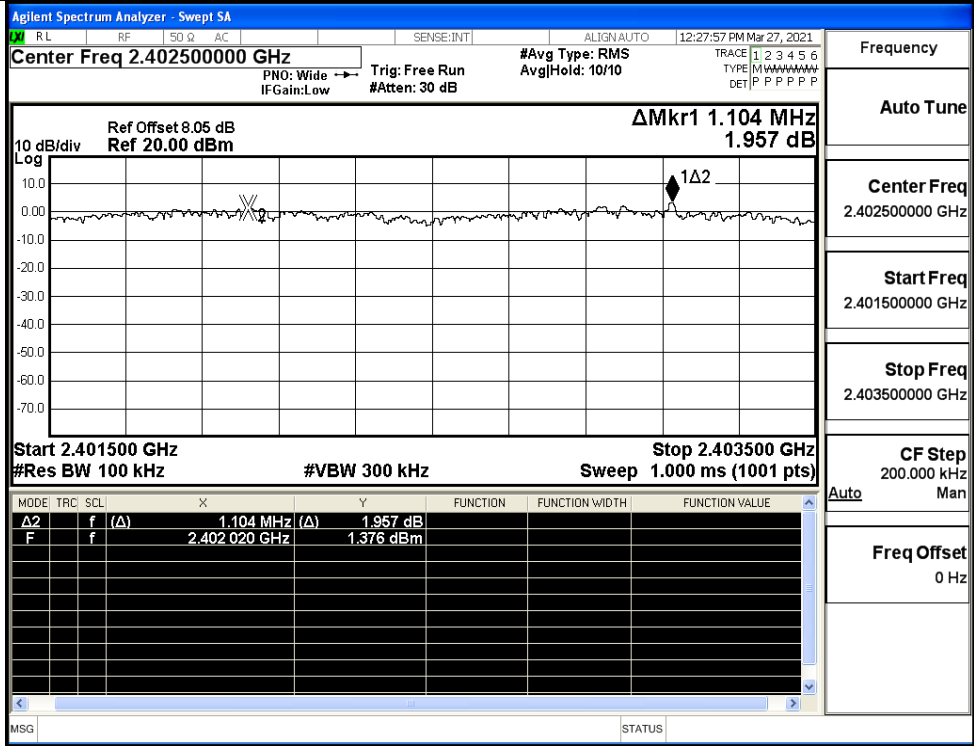 Agilent Spectrum Analyzer - Swept SA
LXI RL RF 50 Ω AC SENSE:INT ALIGN AUTO 12:27:57 PM Mar 27, 2021
Center Freq 2.402500000 GHz
PNO: Wide
IFGain:Low
Trig: Free Run
#Atten: 30 dB
#Avg Type: RMS
Avg|Hold: 10/10
TRACE 1 2 3 4 5 6
TYPE M WWWWW
DET P P P P P P
Frequency
Auto Tune
Center Freq
2.402500000 GHz
Start Freq
2.401500000 GHz
Stop Freq
2.403500000 GHz
CF Step
200.000 kHz
Auto Man
Freq Offset
0 Hz
ΔMkr1 1.104 MHz
1.957 dB
Ref Offset 8.05 dB
10 dB/div Ref 20.00 dBm
Log
10.0
0.00
-10.0
-20.0
-30.0
-40.0
-50.0
-60.0
-70.0
2
1Δ2
Start 2.401500 GHz Stop 2.403500 GHz
#Res BW 100 kHz #VBW 300 kHz Sweep 1.000 ms (1001 pts)
MODE TRC SCL X Y FUNCTION FUNCTION WIDTH FUNCTION VALUE
Δ2 f (Δ) 1.104 MHz (Δ) 1.957 dB
F f 2.402 020 GHz 1.376 dBm
MSG STATUS